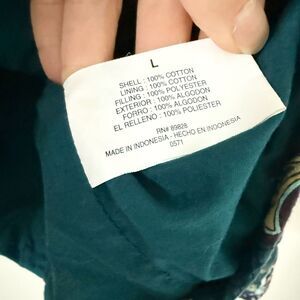 L
SHELL : 100% COTTON
LINING : 100% COTTON
FILLING : 100% POLYESTER
EXTERIOR : 100% ALGODON
FORRO : 100% ALGODON
EL RELLENO : 100% POLIESTER
RN# 89828
MADE IN INDONESIA - HECHO EN INDONESIA
0571